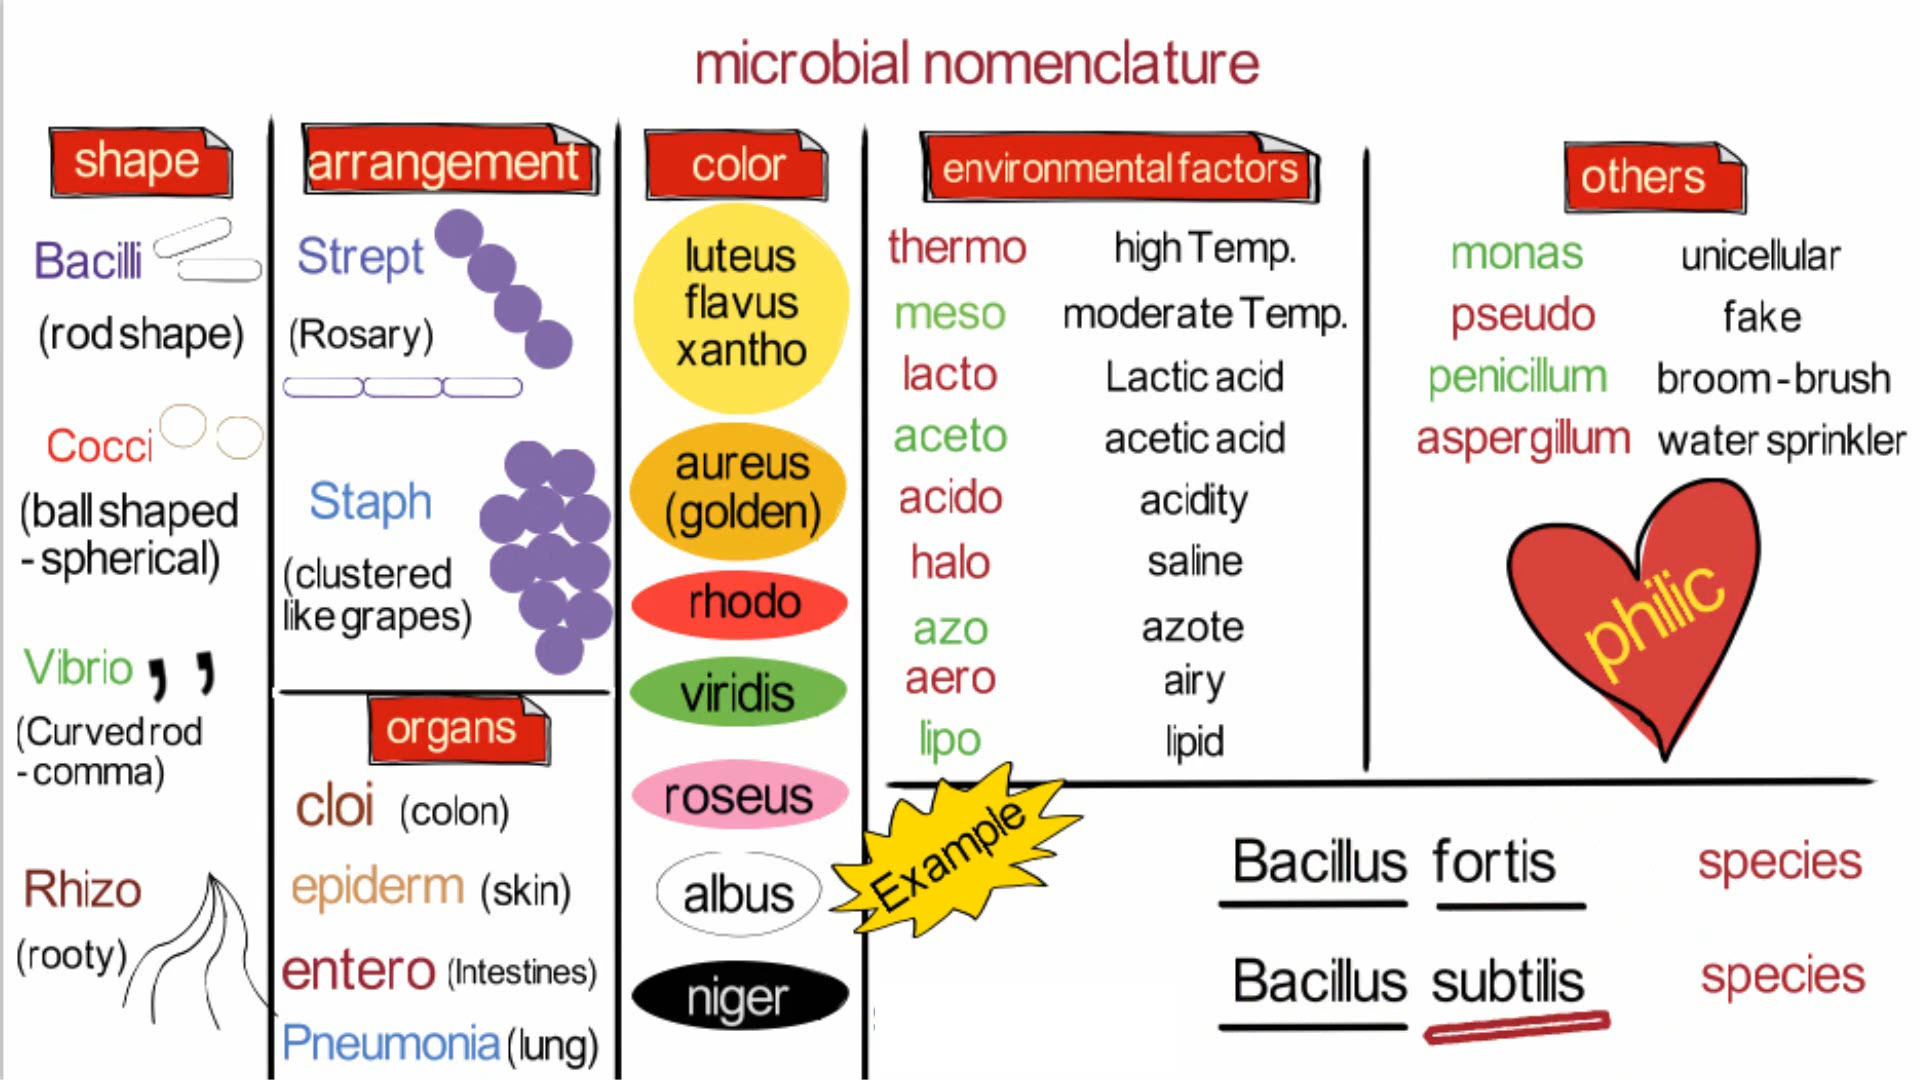 microbial nomenclature
shape
Bacilli
(rod shape)
Cocci
(ball shaped
- spherical)
Vibrio
(Curved rod
- comma)
Rhizo
(rooty)
arrangement
Strept
(Rosary)
Staph
(clustered
like grapes)
organs
cloi (colon)
epiderm (skin)
entero (Intestines)
Pneumonia (lung)
color
luteus
flavus
xantho
aureus
(golden)
rhodo
viridis
roseus
albus
niger
environmental factors
thermo high Temp.
meso moderate Temp.
lacto Lactic acid
aceto acetic acid
acido acidity
halo saline
azo azote
aero airy
lipo lipid
others
monas unicellular
pseudo fake
penicillum broom-brush
aspergillum water sprinkler
philic
Example
Bacillus fortis species
Bacillus subtilis species